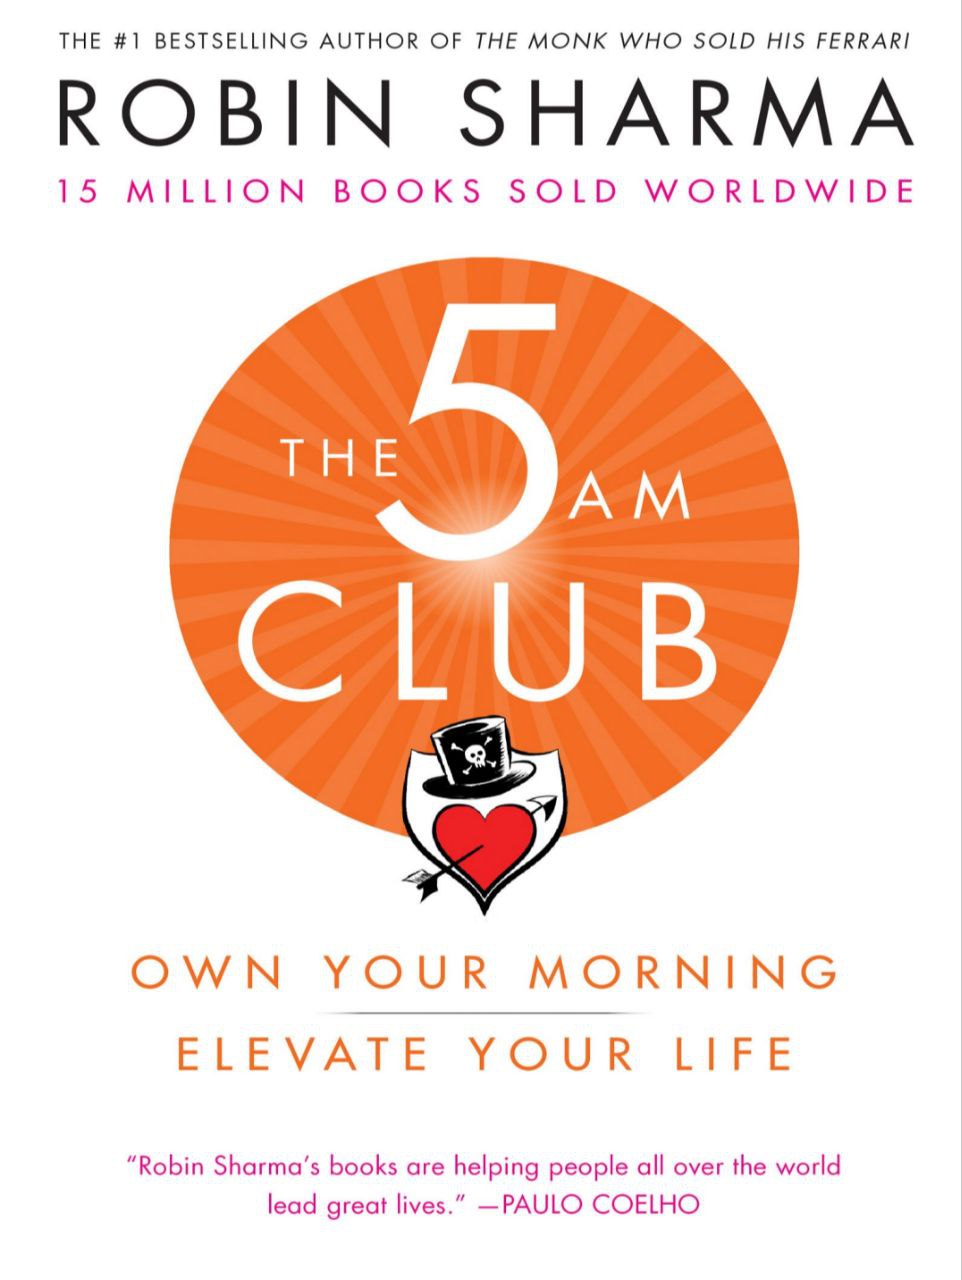 THE #1 BESTSELLING AUTHOR OF THE MONK WHO SOLD HIS FERRARI
ROBIN SHARMA
15 MILLION BOOKS SOLD WORLDWIDE
THE 5 AM
CLUB
OWN YOUR MORNING
ELEVATE YOUR LIFE
“Robin Sharma’s books are helping people all over the world
lead great lives.” —PAULO COELHO